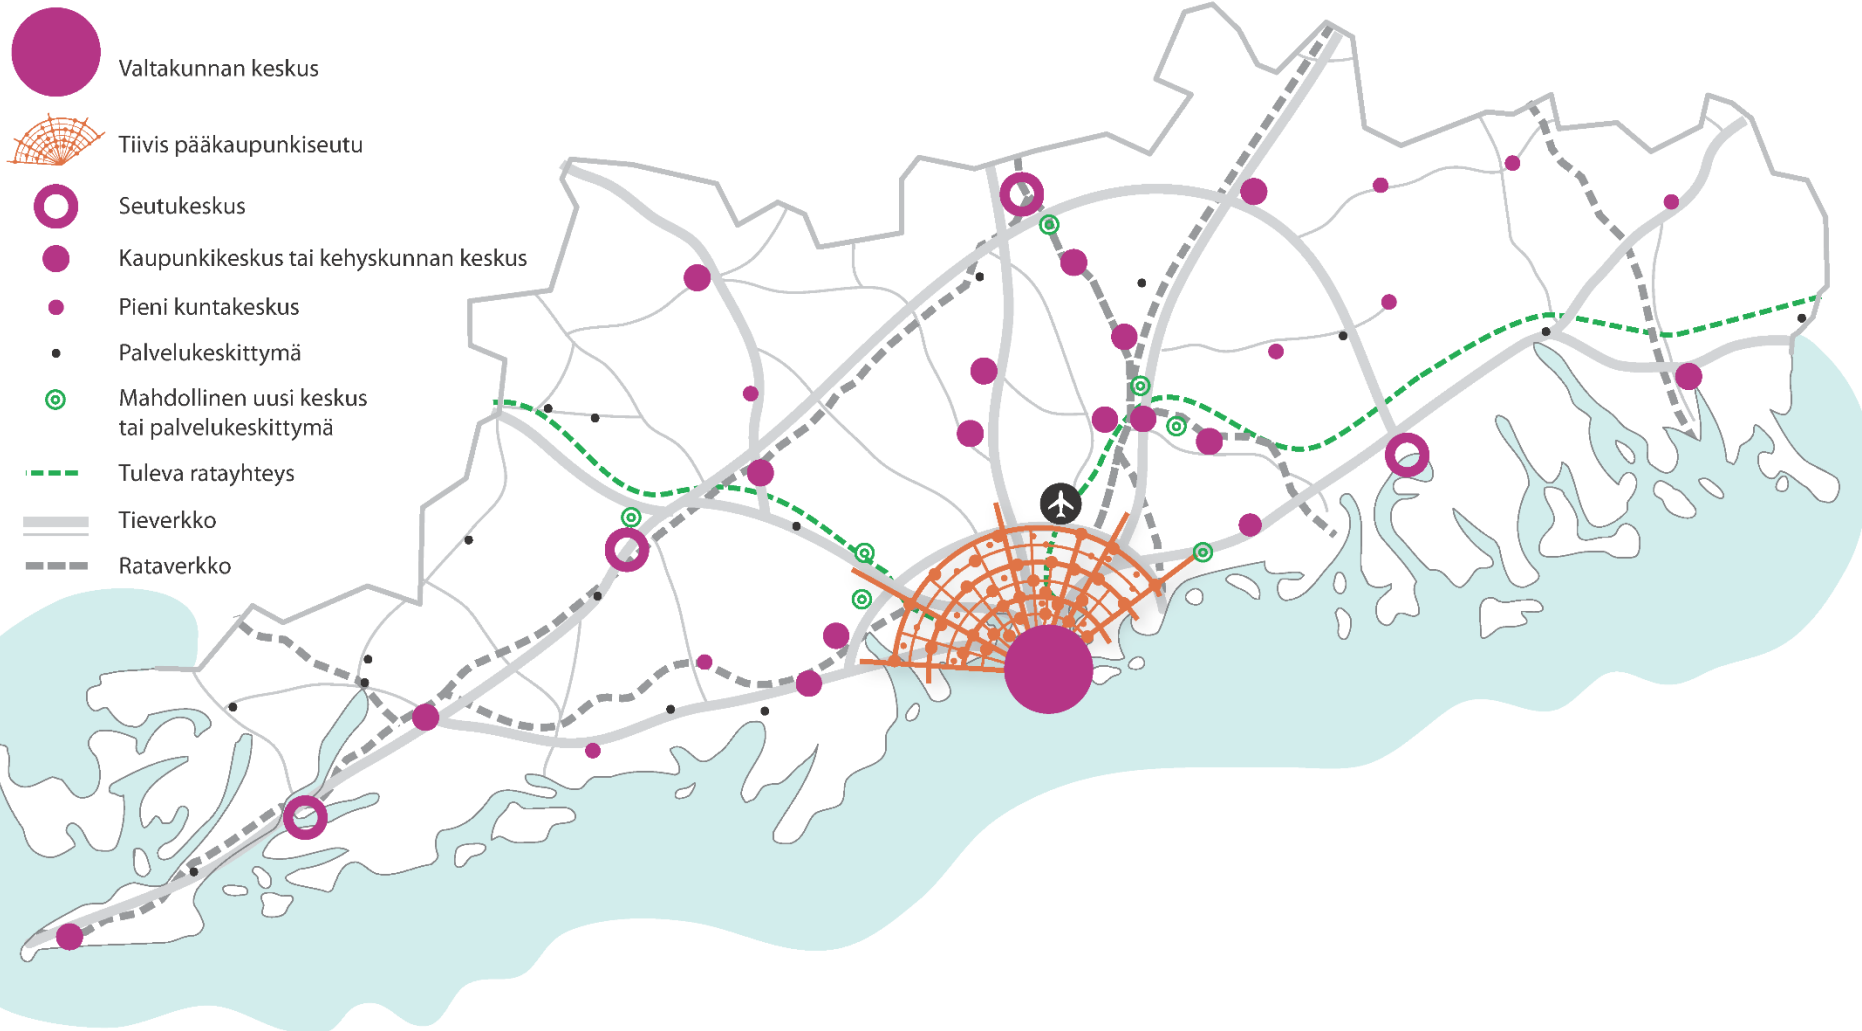 Valtakunnan keskus
Tiivis pääkaupunkiseutu
Seutukeskus
Kaupunkikeskus tai kehyskunnan keskus
Pieni kuntakeskus
Palvelukeskittymä
Mahdollinen uusi keskus
tai palvelukeskittymä
Tuleva ratayhteys
Tieverkko
Rataverkko